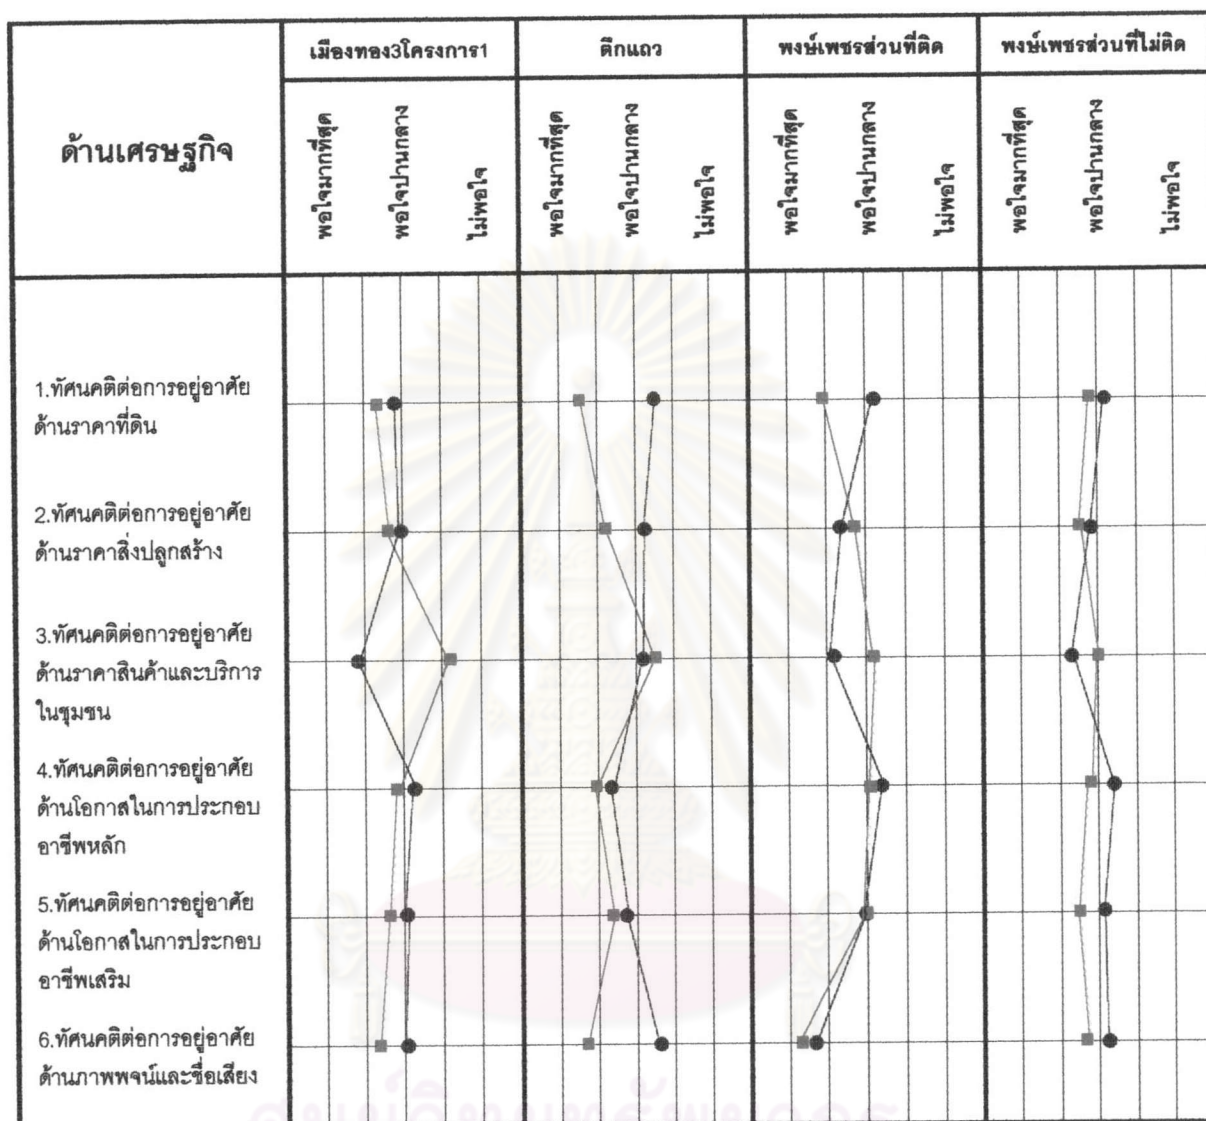 เมืองทอง3โครงการ1
ตึกแถว
พงษ์เพชรส่วนที่ติด
พงษ์เพชรส่วนที่ไม่ติด
ด้านเศรษฐกิจ
พอใจมากที่สุด
พอใจปานกลาง
ไม่พอใจ
พอใจมากที่สุด
พอใจปานกลาง
ไม่พอใจ
พอใจมากที่สุด
พอใจปานกลาง
ไม่พอใจ
พอใจมากที่สุด
พอใจปานกลาง
ไม่พอใจ
1.ทัศนคติต่อการอยู่อาศัย
ด้านราคาที่ดิน
2.ทัศนคติต่อการอยู่อาศัย
ด้านราคาสิ่งปลูกสร้าง
3.ทัศนคติต่อการอยู่อาศัย
ด้านราคาสินค้าและบริการ
ในชุมชน
4.ทัศนคติต่อการอยู่อาศัย
ด้านโอกาสในการประกอบ
อาชีพหลัก
5.ทัศนคติต่อการอยู่อาศัย
ด้านโอกาสในการประกอบ
อาชีพเสริม
6.ทัศนคติต่อการอยู่อาศัย
ด้านภาพพจน์และชื่อเสียง